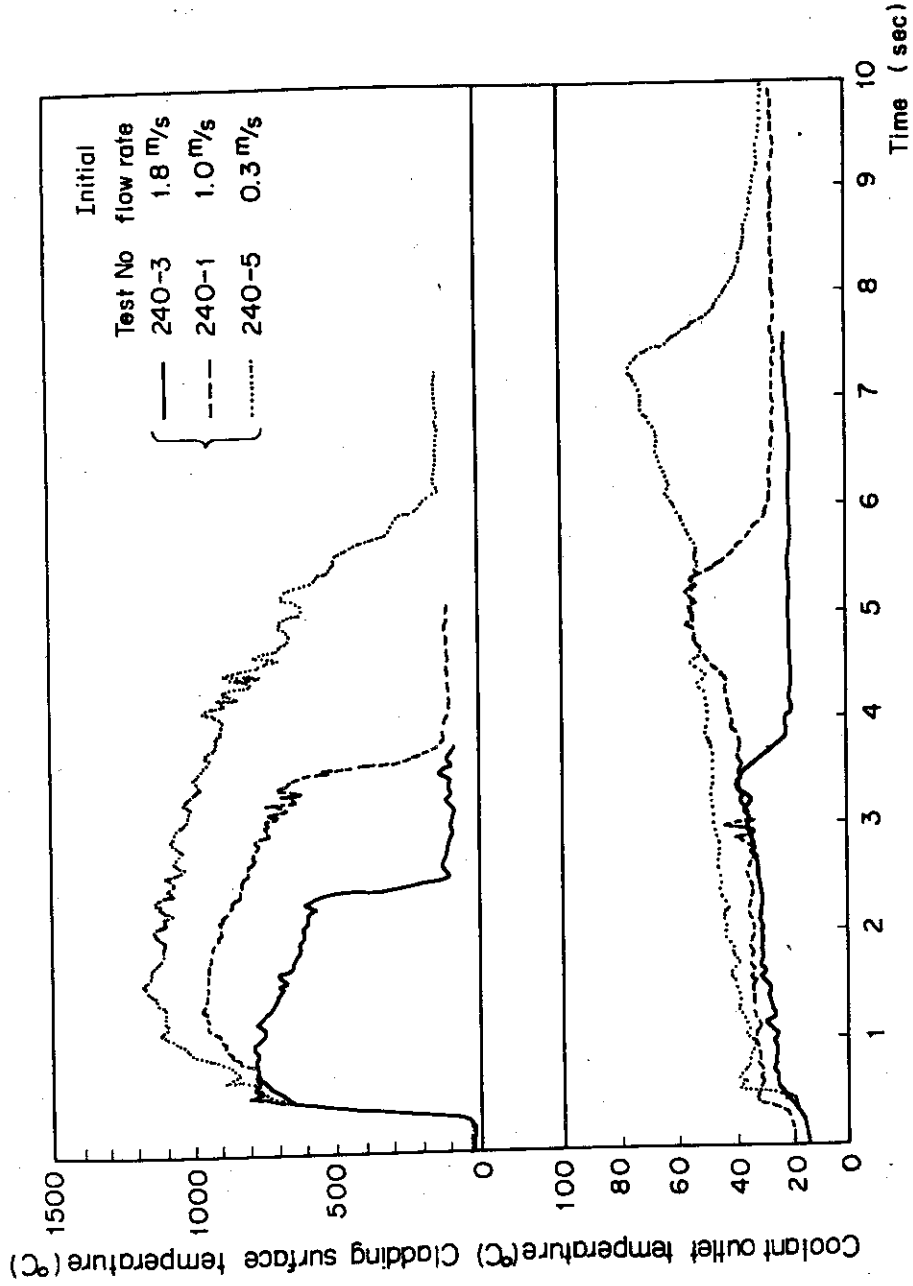 Initial
Test No flow rate
240-3 1.8 m/s
240-1 1.0 m/s
240-5 0.3 m/s
Cladding surface temperature (°C)
1500
1000
500
0
Coolant outlet temperature (°C)
100
80
60
40
20
0
1 2 3 4 5 6 7 8 9 10
Time (sec)